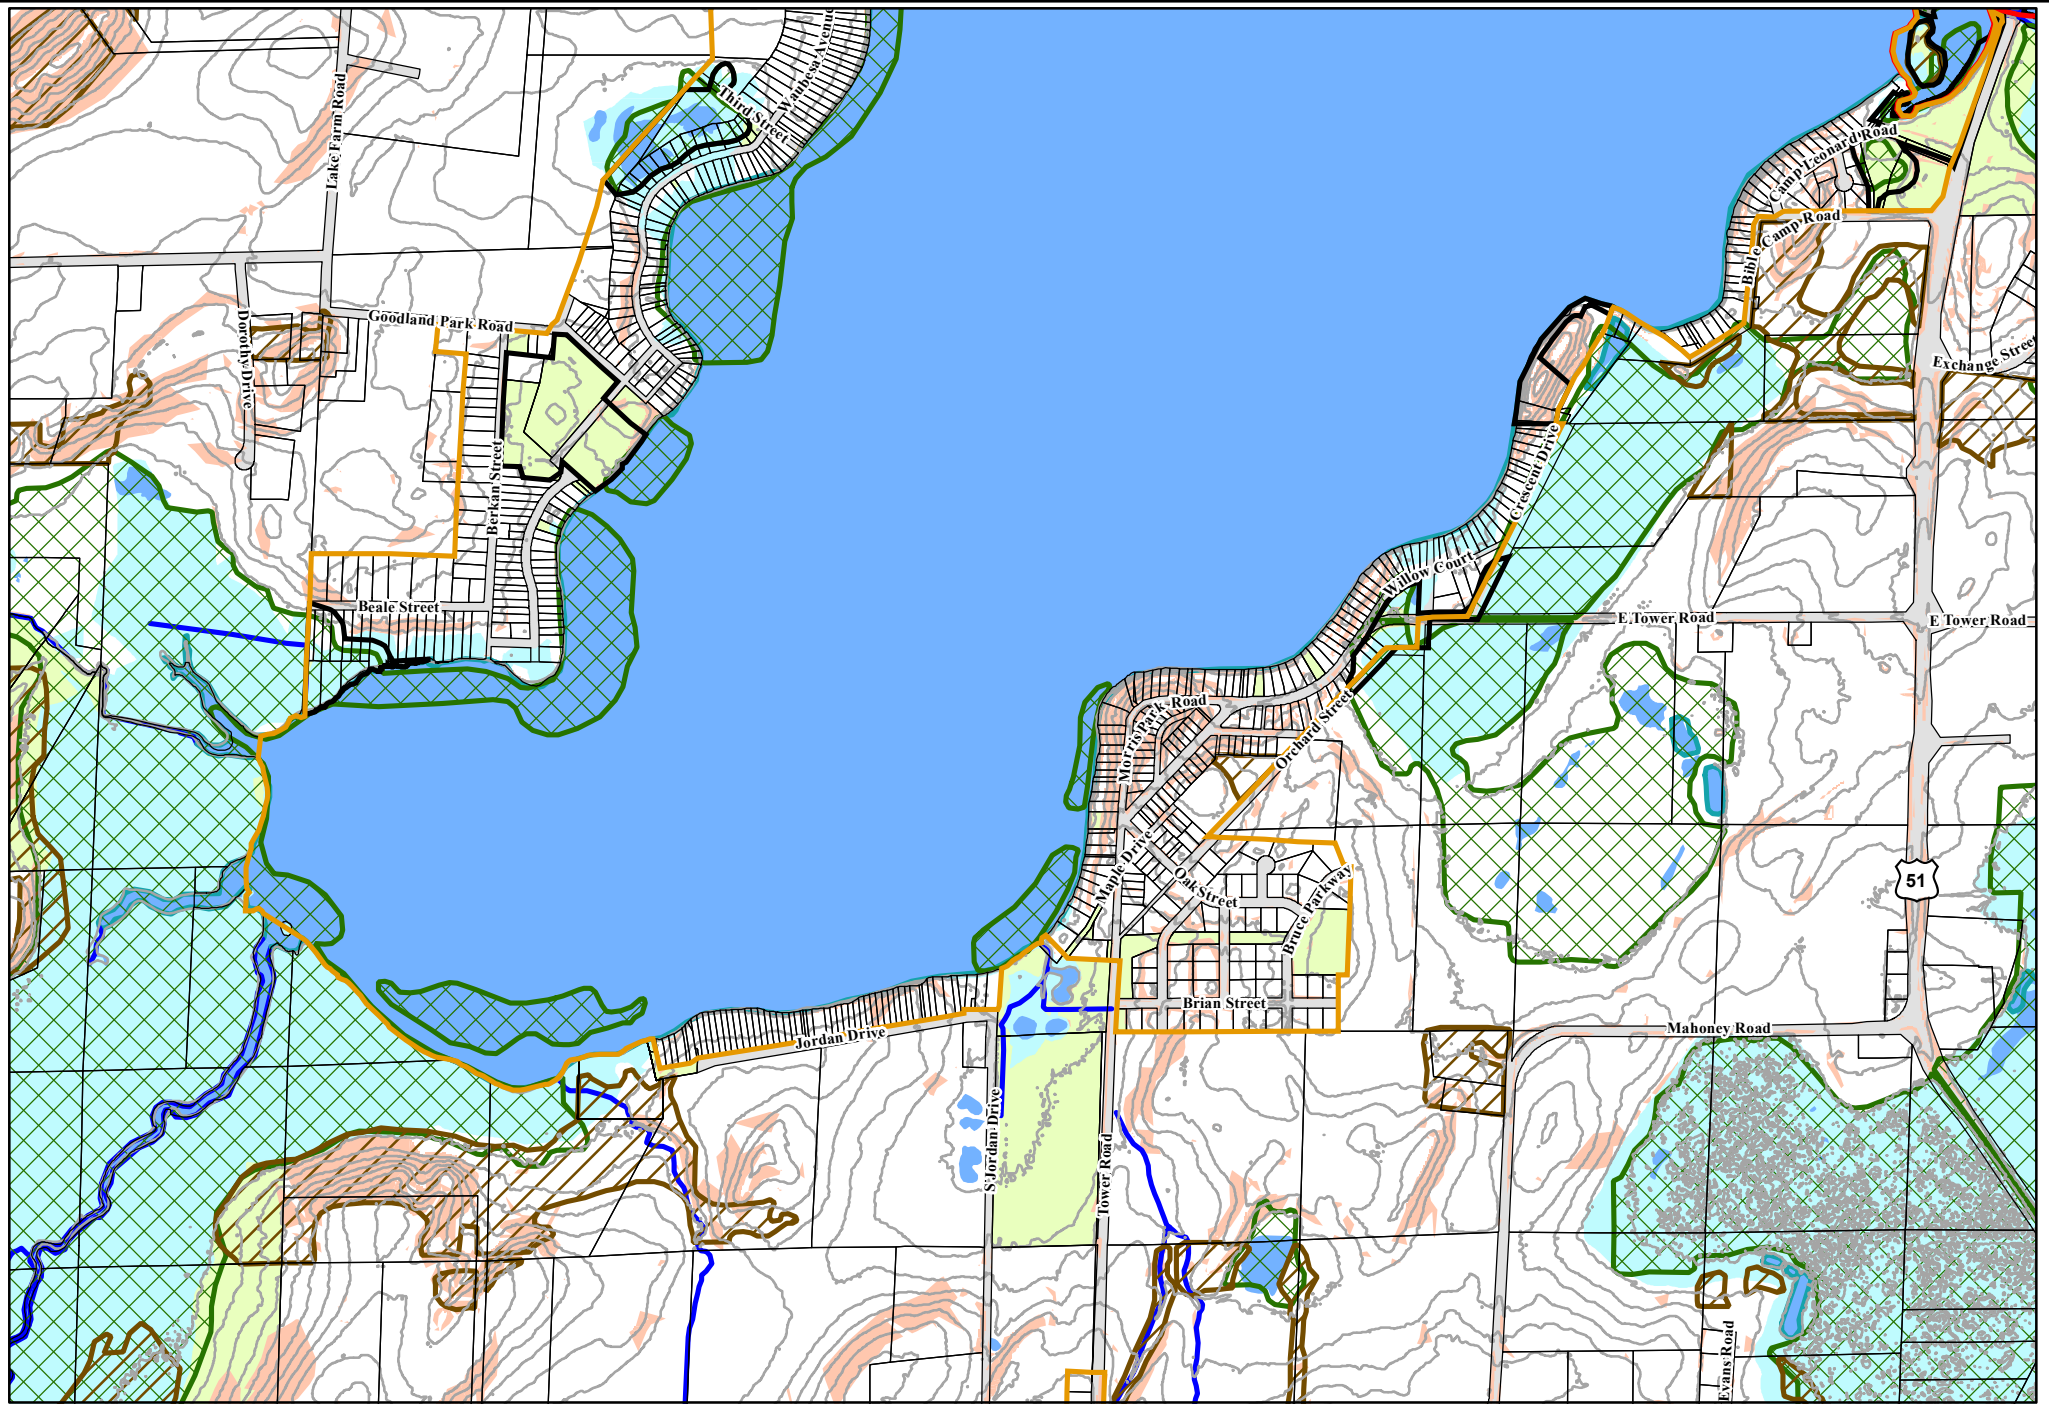 Waubesa Avenue
Third Street
Lake Farm Road
Camp Leonard Road
Bible Camp Road
Goodland Park Road
Dorothy Drive
Exchange Street
Berkan Street
Crescent Drive
Willow Court
Beale Street
E Tower Road
E Tower Road
Morris Park Road
Orchard Street
Maple Drive
Oak Street
Bruce Parkway
51
Brian Street
Mahoney Road
Jordan Drive
S Jordan Drive
Tower Road
Evans Road